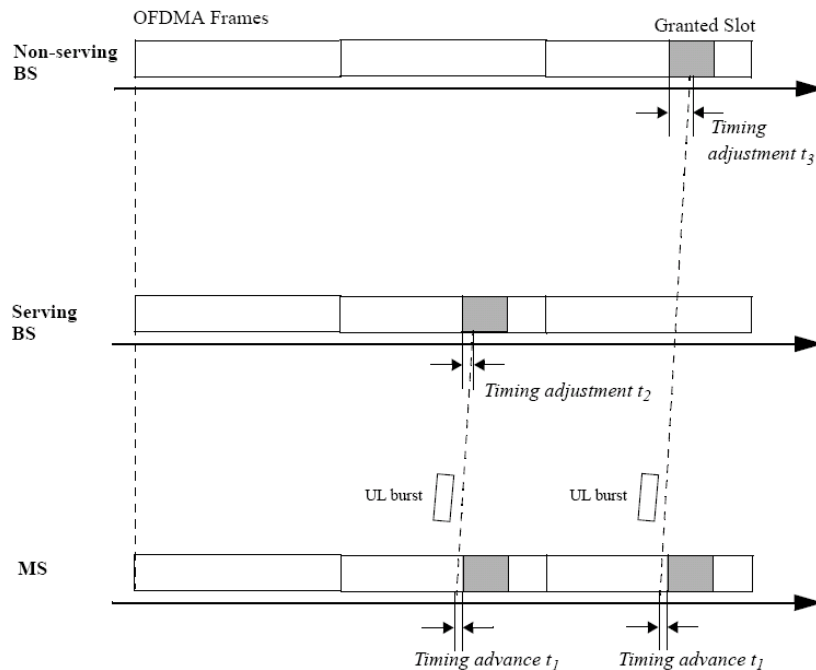 OFDMA Frames
Granted Slot
Non-serving
BS
Timing
adjustment t3
Serving
BS
Timing adjustment t2
UL burst
UL burst
MS
Timing advance t1
Timing advance t1